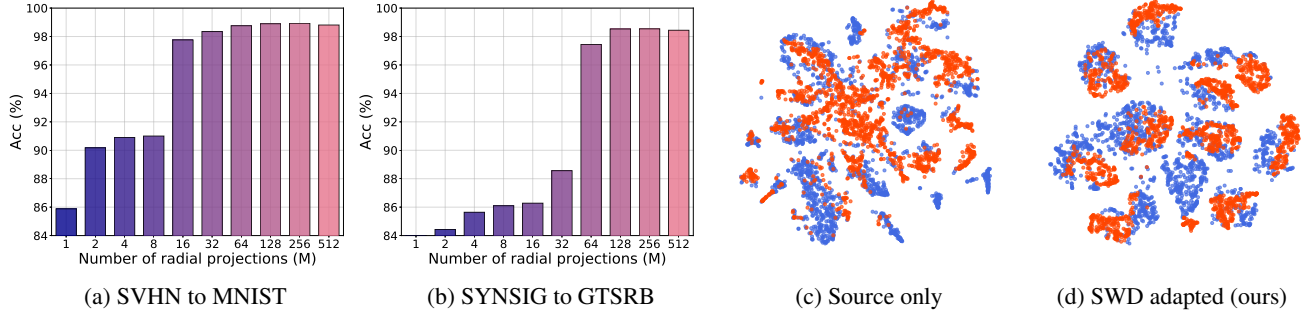 100
98
96
94
92
90
88
86
84
Acc (%)
1 2 4 8 16 32 64 128 256 512
Number of radial projections (M)
(a) SVHN to MNIST
100
98
96
94
92
90
88
86
84
Acc (%)
1 2 4 8 16 32 64 128 256 512
Number of radial projections (M)
(b) SYNSIG to GTSRB
(c) Source only
(d) SWD adapted (ours)